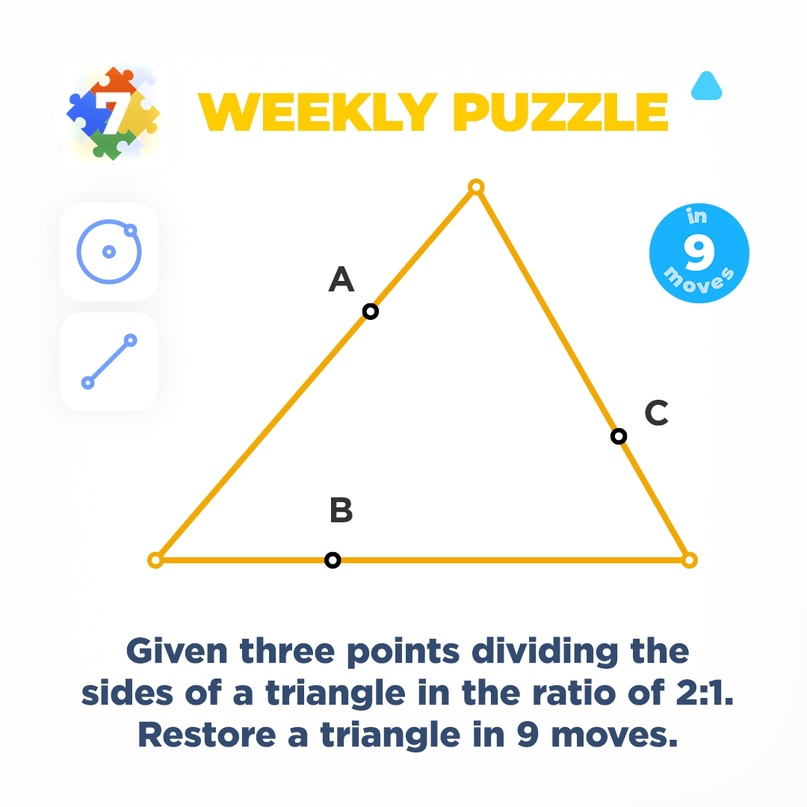 7
WEEKLY PUZZLE
in
9
moves
A
C
B
Given three points dividing the
sides of a triangle in the ratio of 2:1.
Restore a triangle in 9 moves.